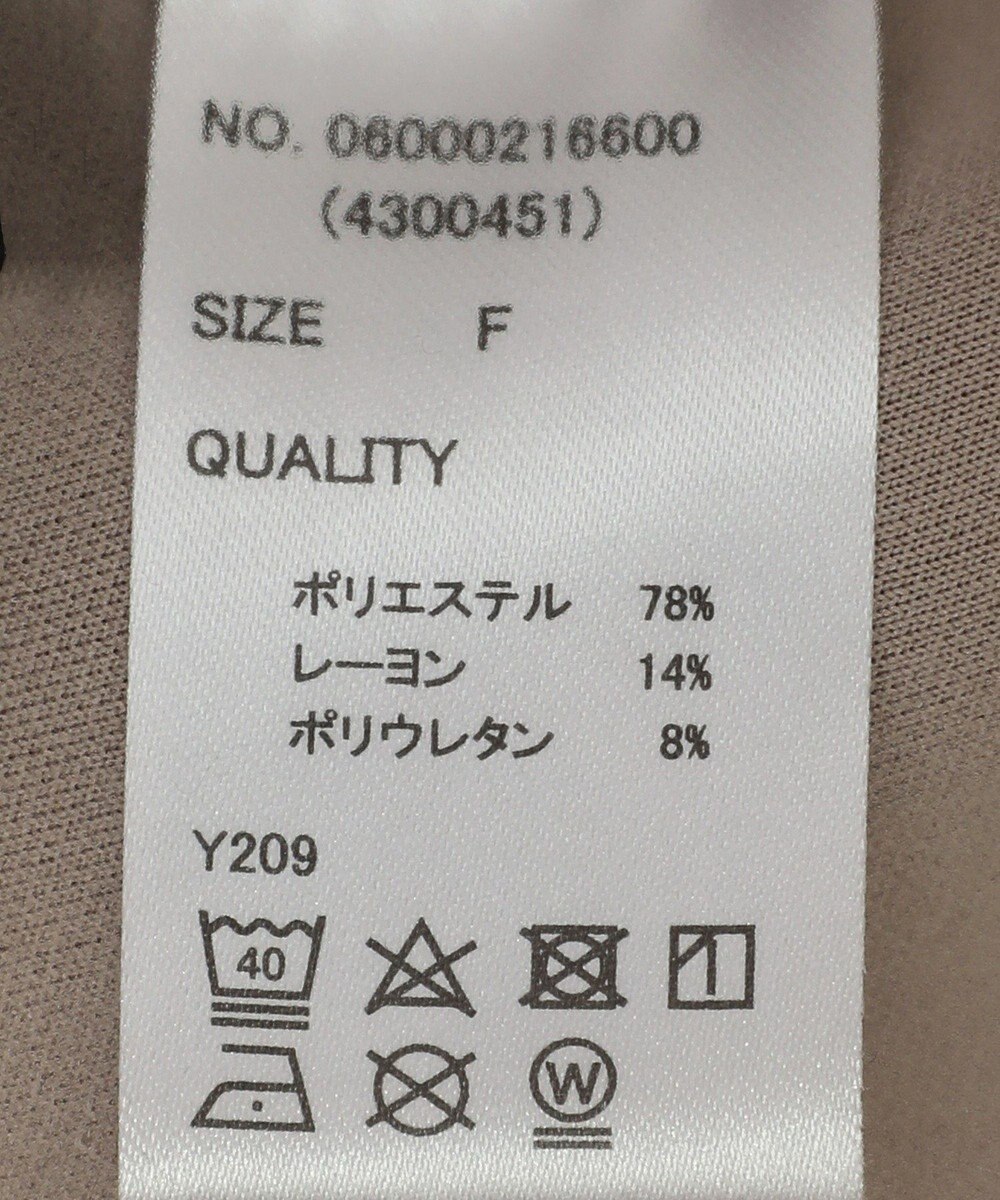 NO. 06000216600
(4300451)
SIZE F
QUALITY
ポリエステル 78%
レーヨン 14%
ポリウレタン 8%
Y209
40
W